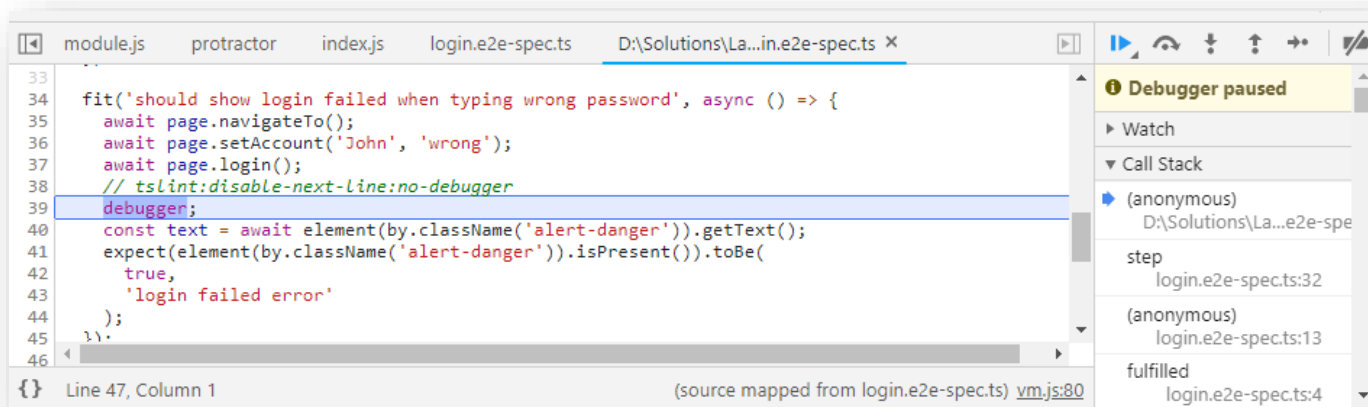 module.js protractor index.js login.e2e-spec.ts D:\Solutions\La...in.e2e-spec.ts ×
33
34 fit('should show login failed when typing wrong password', async () => {
35 await page.navigateTo();
36 await page.setAccount('John', 'wrong');
37 await page.login();
38 // tslint:disable-next-line:no-debugger
39 debugger;
40 const text = await element(by.className('alert-danger')).getText();
41 expect(element(by.className('alert-danger')).isPresent()).toBe(
42 true,
43 'login failed error'
44 );
45 });
46
{} Line 47, Column 1 (source mapped from login.e2e-spec.ts) vm.js:80
Debugger paused
Watch
Call Stack
(anonymous)
D:\Solutions\La...e2e-spe
step
login.e2e-spec.ts:32
(anonymous)
login.e2e-spec.ts:13
fulfilled
login.e2e-spec.ts:4